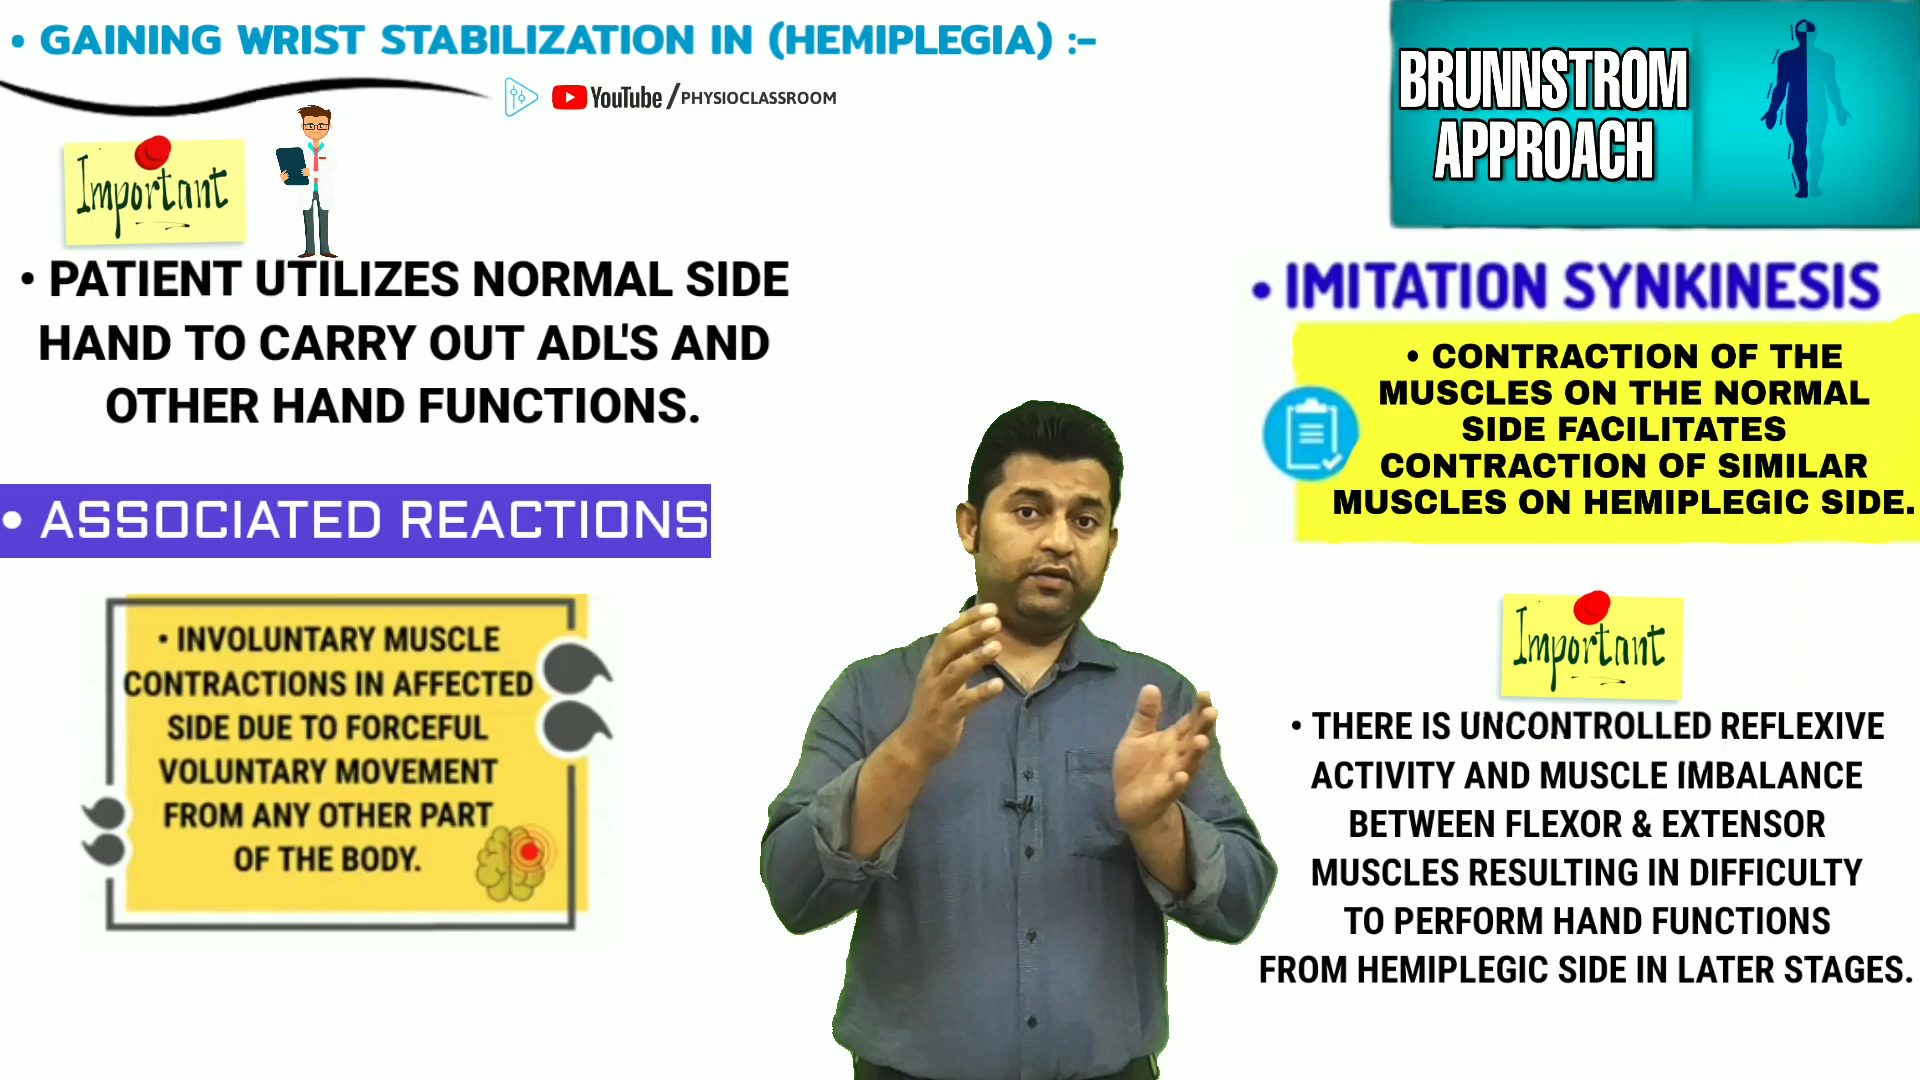 • GAINING WRIST STABILIZATION IN (HEMIPLEGIA) :-
YouTube /PHYSIOCLASSROOM
BRUNNSTROM
APPROACH
Important
• PATIENT UTILIZES NORMAL SIDE
HAND TO CARRY OUT ADL'S AND
OTHER HAND FUNCTIONS.
• ASSOCIATED REACTIONS
• INVOLUNTARY MUSCLE
CONTRACTIONS IN AFFECTED
SIDE DUE TO FORCEFUL
VOLUNTARY MOVEMENT
FROM ANY OTHER PART
OF THE BODY.
• IMITATION SYNKINESIS
• CONTRACTION OF THE
MUSCLES ON THE NORMAL
SIDE FACILITATES
CONTRACTION OF SIMILAR
MUSCLES ON HEMIPLEGIC SIDE.
Important
• THERE IS UNCONTROLLED REFLEXIVE
ACTIVITY AND MUSCLE IMBALANCE
BETWEEN FLEXOR & EXTENSOR
MUSCLES RESULTING IN DIFFICULTY
TO PERFORM HAND FUNCTIONS
FROM HEMIPLEGIC SIDE IN LATER STAGES.